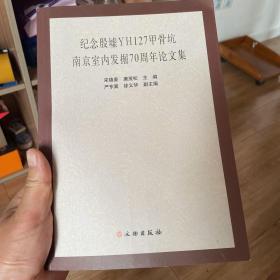 纪念殷墟YH127甲骨坑
南京室内发掘70周年论文集
宋镇豪 唐茂松 主编
严宇翼 徐义华 副主编
文物出版社